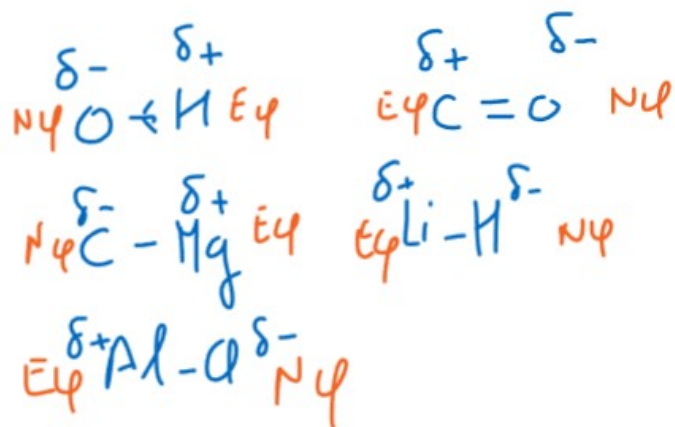 δ- δ+ δ+ δ-
Nφ O ← H Eφ Eφ C = O Nφ
δ- δ+ δ+ δ-
Nφ C - Mg Eφ Eφ Li - H Nφ
δ+ δ-
Eφ Al - Cl Nφ